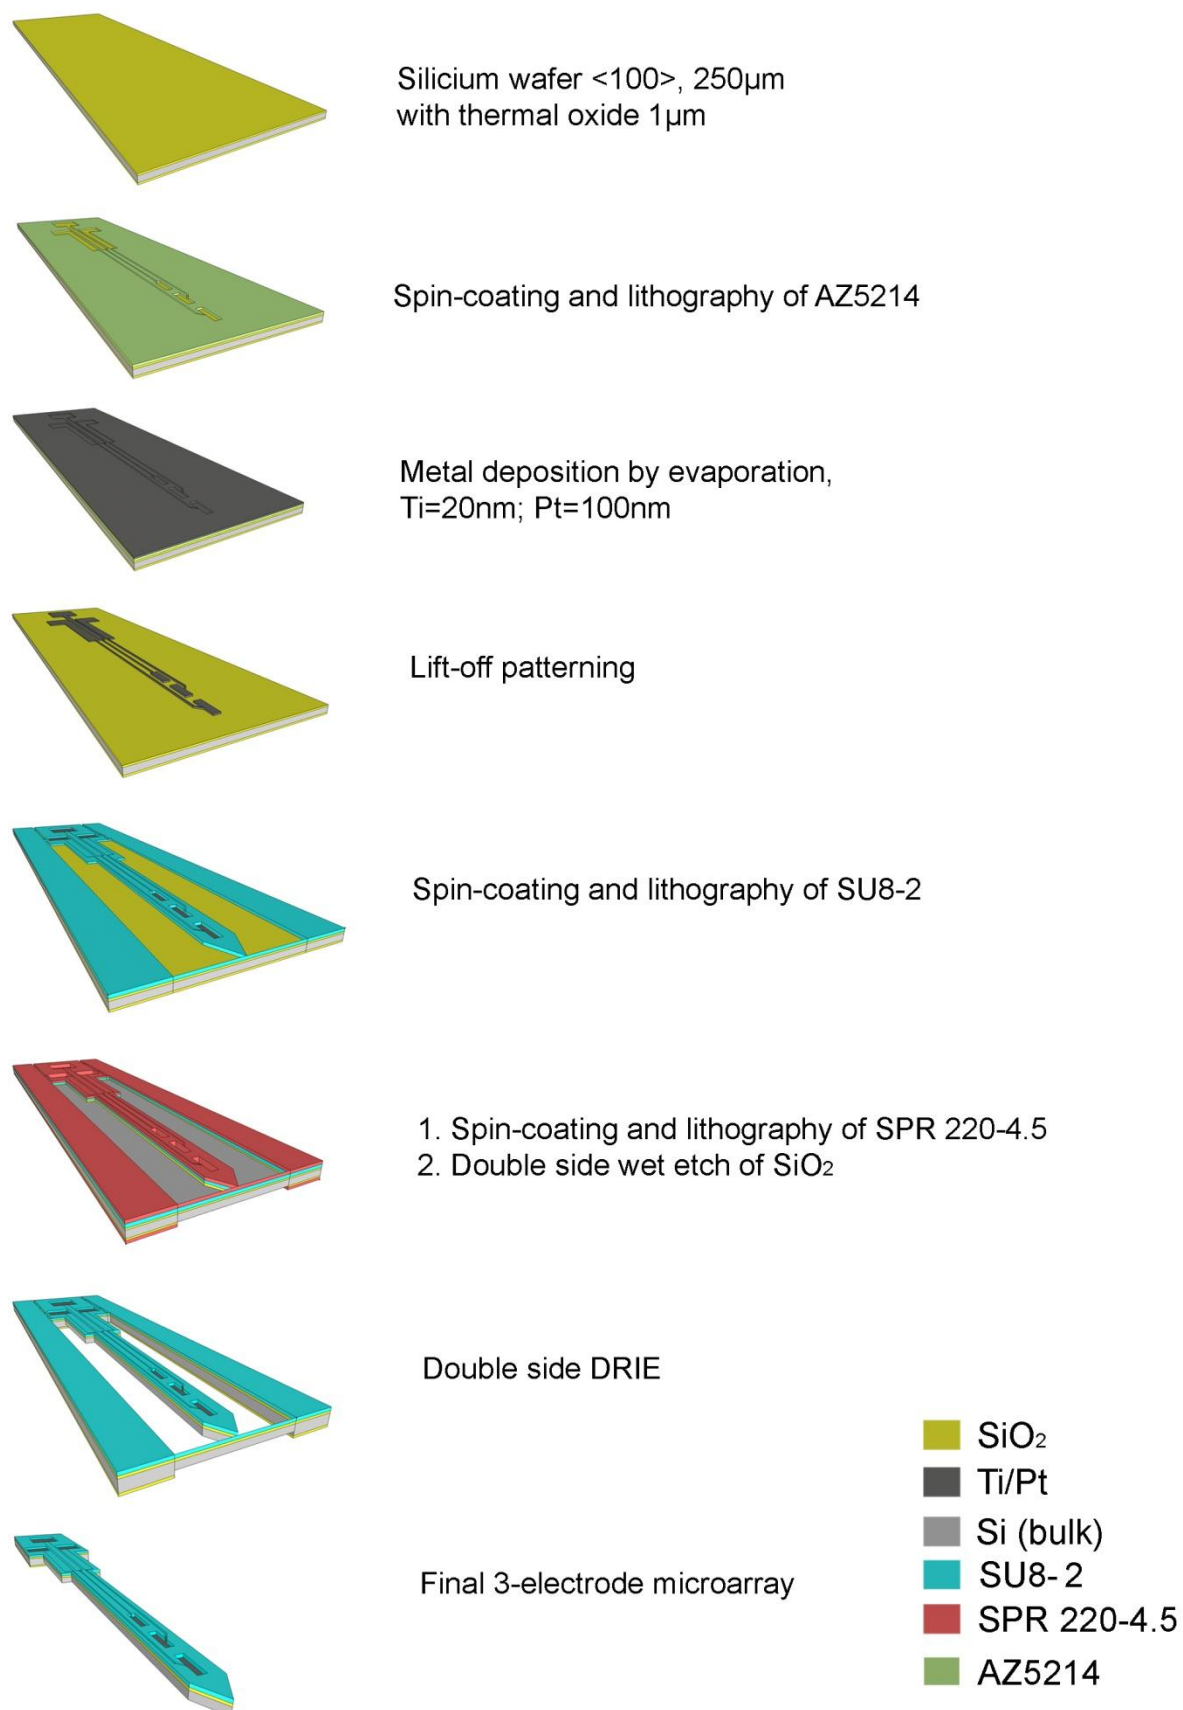 Silicium wafer <100>, 250µm
with thermal oxide 1µm
Spin-coating and lithography of AZ5214
Metal deposition by evaporation,
Ti=20nm; Pt=100nm
Lift-off patterning
Spin-coating and lithography of SU8-2
1. Spin-coating and lithography of SPR 220-4.5
2. Double side wet etch of SiO₂
Double side DRIE
Final 3-electrode microarray
SiO₂
Ti/Pt
Si (bulk)
SU8- 2
SPR 220-4.5
AZ5214